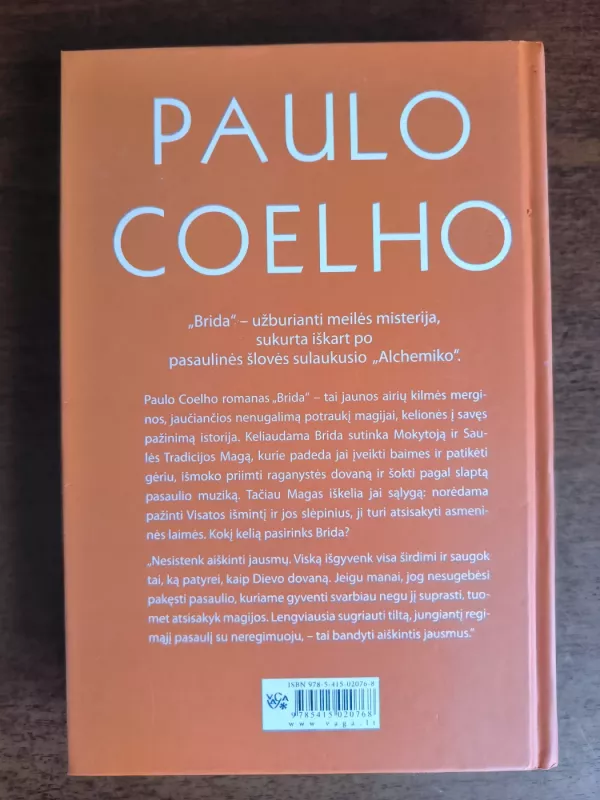 PAULO
COELHO
„Brida“ – užburianti meilės misterija,
sukurta iškart po
pasaulinės šlovės sulaukusio „Alchemiko“.
Paulo Coelho romanas „Brida“ – tai jaunos airių kilmės mergi-
nos, jaučiančios nenugalimą potraukį magijai, kelionės į savęs
pažinimą istorija. Keliaudama Brida sutinka Mokytoją ir Sau-
lės Tradicijos Magą, kurie padeda jai įveikti baimes ir patikėti
gėriu, išmoko priimti raganystės dovaną ir šokti pagal slaptą
pasaulio muziką. Tačiau Magas iškelia jai sąlygą: norėdama
pažinti Visatos išmintį ir jos slėpinius, ji turi atsisakyti asmeni-
nės laimės. Kokį kelią pasirinks Brida?
„Nesistenk aiškinti jausmų. Viską išgyvenk visa širdimi ir saugok
tai, ką patyrei, kaip Dievo dovaną. Jeigu manai, jog nesugebėsi
pakęsti pasaulio, kuriame gyventi svarbiau negu jį suprasti, tuo-
met atsisakyk magijos. Lengviausia sugriauti tiltą, jungiantį regi-
mąjį pasaulį su neregimuoju, – tai bandyti aiškintis jausmus.“
ISBN 978-5-415-02076-8
VAGA
9785415020768
www.vaga.lt